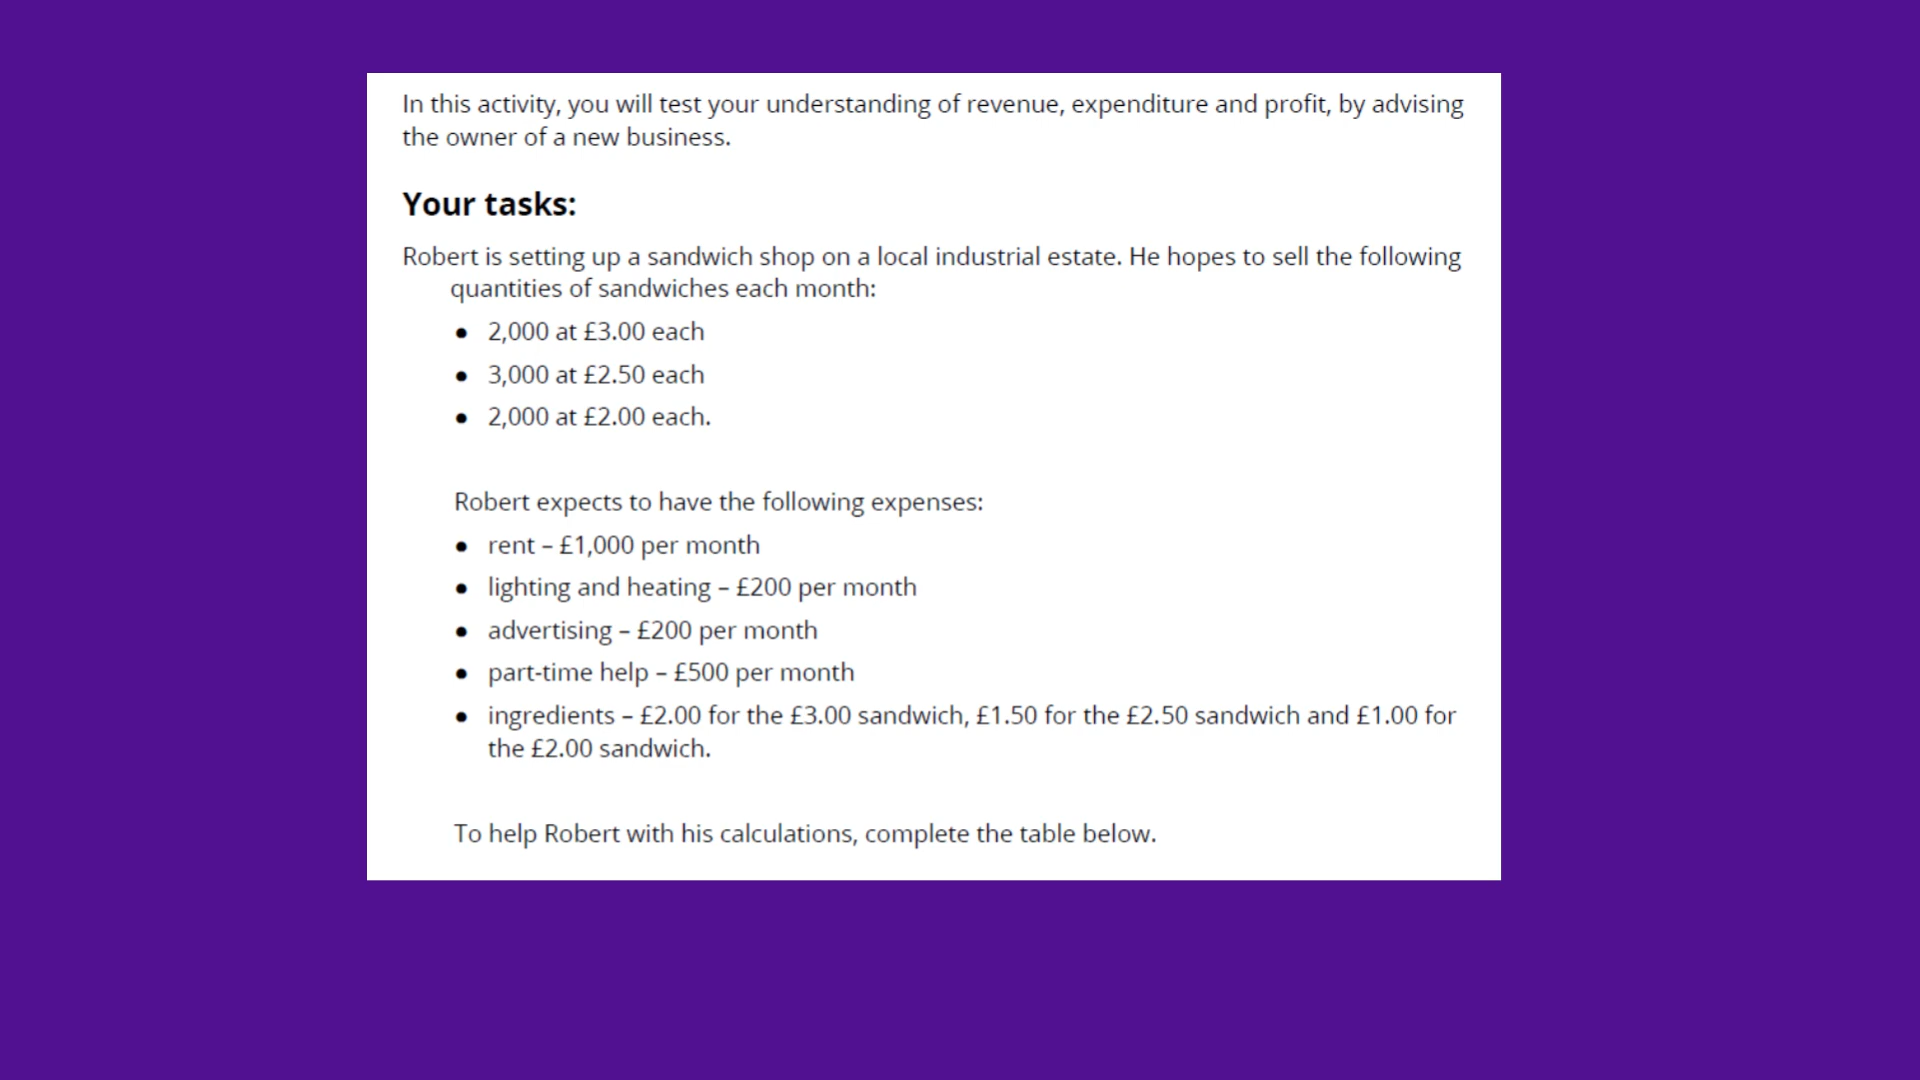 In this activity, you will test your understanding of revenue, expenditure and profit, by advising
the owner of a new business.
Your tasks:
Robert is setting up a sandwich shop on a local industrial estate. He hopes to sell the following
quantities of sandwiches each month:
● 2,000 at £3.00 each
● 3,000 at £2.50 each
● 2,000 at £2.00 each.
Robert expects to have the following expenses:
● rent – £1,000 per month
● lighting and heating – £200 per month
● advertising – £200 per month
● part-time help – £500 per month
● ingredients – £2.00 for the £3.00 sandwich, £1.50 for the £2.50 sandwich and £1.00 for
the £2.00 sandwich.
To help Robert with his calculations, complete the table below.